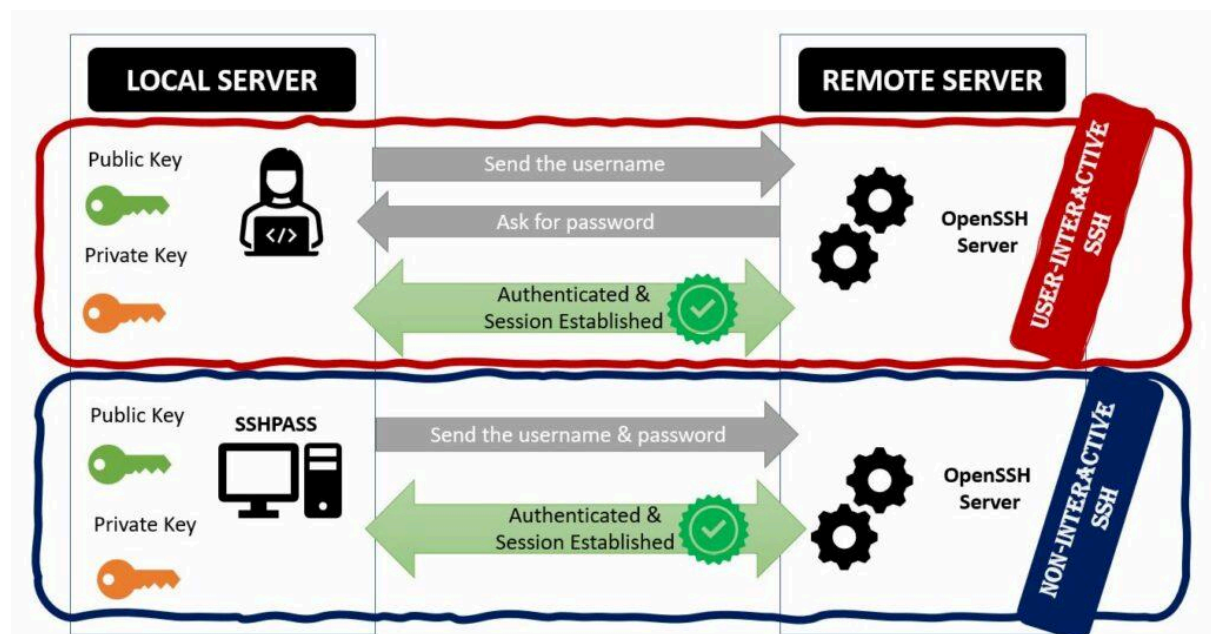 LOCAL SERVER
REMOTE SERVER
Public Key
Private Key
</>
Send the username
Ask for password
Authenticated &
Session Established
OpenSSH
Server
USER-INTERACTIVE
SSH
Public Key
Private Key
SSHPASS
Send the username & password
Authenticated &
Session Established
OpenSSH
Server
NON-INTERACTIVE
SSH